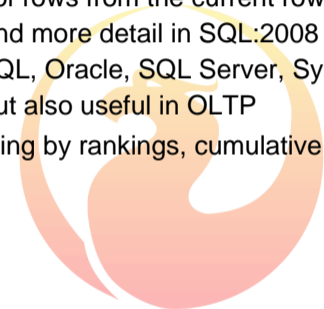 of rows from the current row
nd more detail in SQL:2008
QL, Oracle, SQL Server, Sy
ut also useful in OLTP
ing by rankings, cumulative